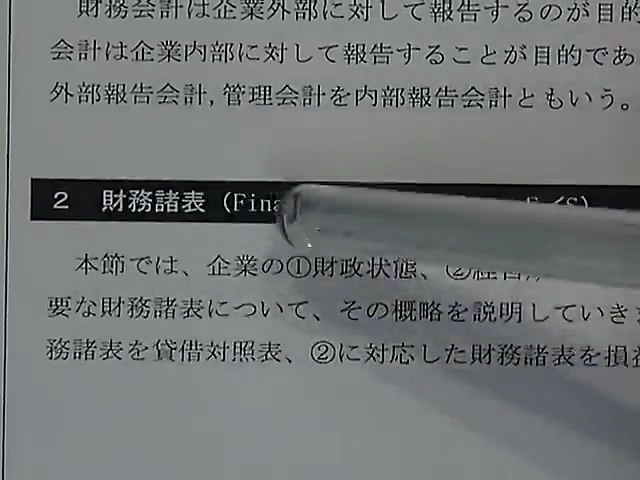 財務会計は企業外部に対して報告するのが目的
会計は企業内部に対して報告することが目的であ
外部報告会計,管理会計を内部報告会計ともいう。
2 財務諸表 (Fina
本節では、企業の①財政状態、②経営
要な財務諸表について、その概略を説明していき
務諸表を貸借対照表、②に対応した財務諸表を損益